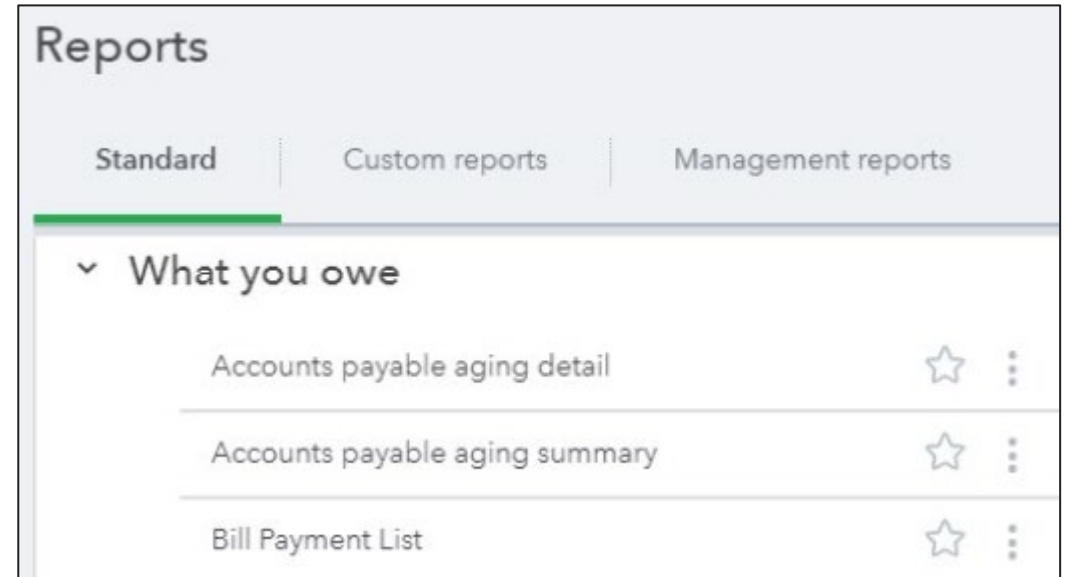 Reports
Standard Custom reports Management reports
What you owe
Accounts payable aging detail
Accounts payable aging summary
Bill Payment List